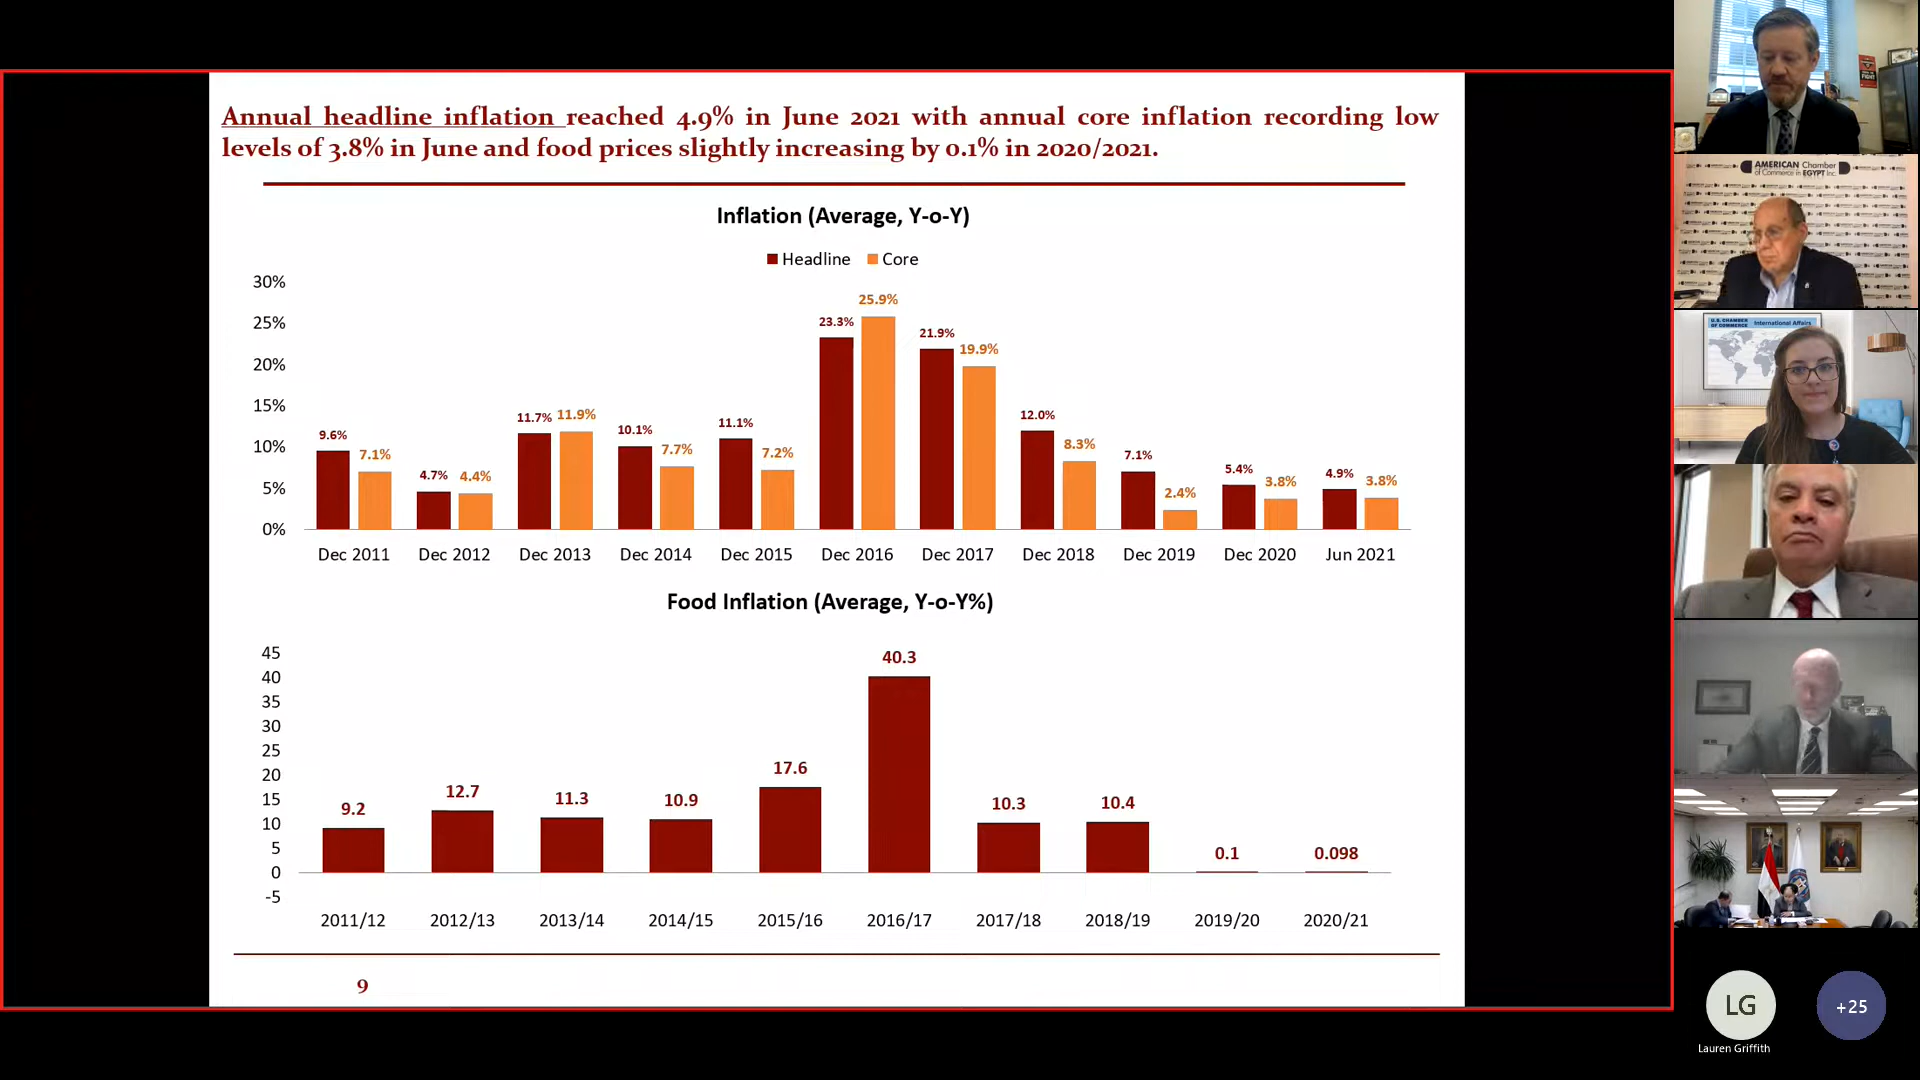 Annual headline inflation reached 4.9% in June 2021 with annual core inflation recording low
levels of 3.8% in June and food prices slightly increasing by 0.1% in 2020/2021.
Inflation (Average, Y-o-Y)
Headline Core
30%
25%
20%
15%
10%
5%
0%
9.6% 7.1%
4.7% 4.4%
11.7% 11.9%
10.1% 7.7%
11.1% 7.2%
23.3% 25.9%
21.9% 19.9%
12.0% 8.3%
7.1% 2.4%
5.4% 3.8%
4.9% 3.8%
Dec 2011 Dec 2012 Dec 2013 Dec 2014 Dec 2015 Dec 2016 Dec 2017 Dec 2018 Dec 2019 Dec 2020 Jun 2021
Food Inflation (Average, Y-o-Y%)
45
40
35
30
25
20
15
10
5
0
-5
9.2 12.7 11.3 10.9 17.6 40.3 10.3 10.4 0.1 0.098
2011/12 2012/13 2013/14 2014/15 2015/16 2016/17 2017/18 2018/19 2019/20 2020/21
9
AMERICAN Chamber
of Commerce in EGYPT Inc.
U.S. CHAMBER
OF COMMERCE
International Affairs
LG
+25
Lauren Griffith